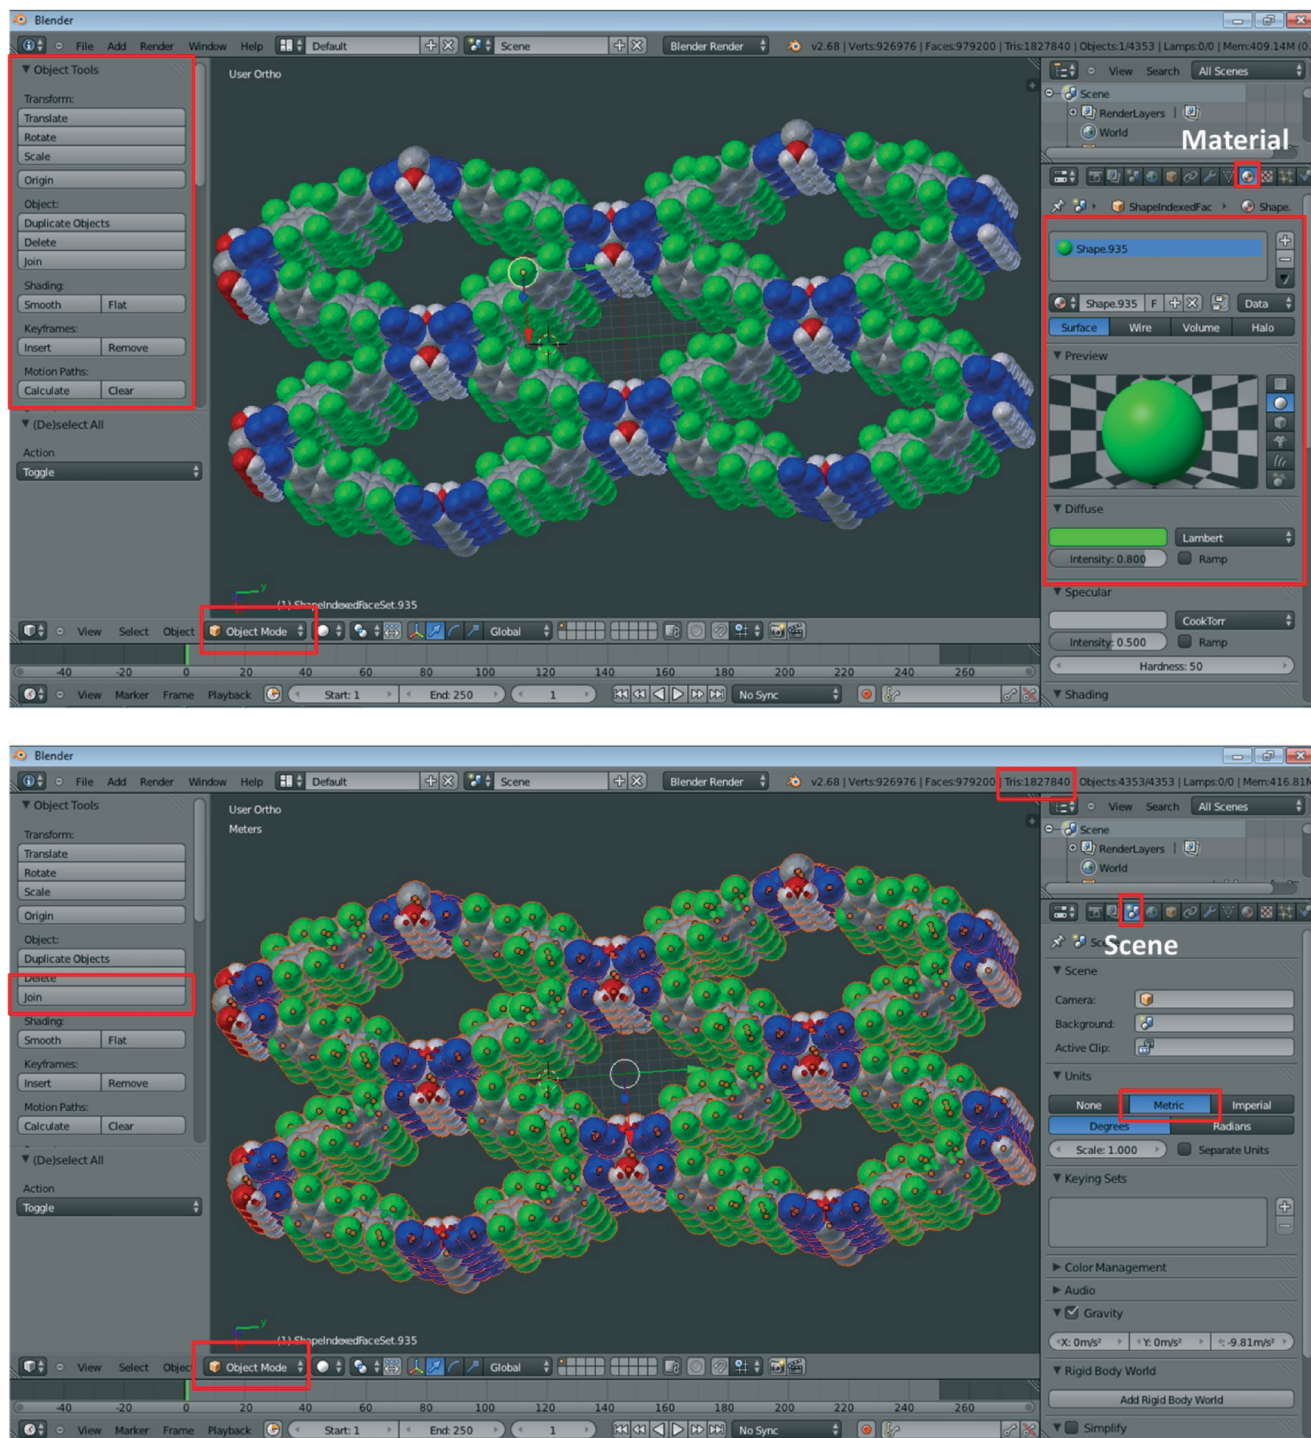 Blender
File Add Render Window Help Default Scene Blender Render v2.68 | Verts:926976 | Faces:979200 | Tris:1827840 | Objects:1/4353 | Lamps:0/0 | Mem:409.14M (0.
Object Tools
Transform:
Translate
Rotate
Scale
Origin
Object:
Duplicate Objects
Delete
Join
Shading:
Smooth Flat
Keyframes:
Insert Remove
Motion Paths:
Calculate Clear
(De)select All
Action
Toggle
User Ortho
y
(1) ShapeIndexedFaceSet.935
View Search All Scenes
Scene
RenderLayers |
World
Material
ShapeIndexedFac Shape.
Shape.935
Shape.935 F Data
Surface Wire Volume Halo
Preview
Diffuse
Lambert
Intensity: 0.800 Ramp
Specular
CookTorr
Intensity: 0.500 Ramp
Hardness: 50
Shading
View Select Object Object Mode Global
-40 -20 0 20 40 60 80 100 120 140 160 180 200 220 240 260
View Marker Frame Playback Start: 1 End: 250 1 No Sync
Blender
File Add Render Window Help Default Scene Blender Render v2.68 | Verts:926976 | Faces:979200 | Tris:1827840 | Objects:4353/4353 | Lamps:0/0 | Mem:416.81M
Object Tools
Transform:
Translate
Rotate
Scale
Origin
Object:
Duplicate Objects
Delete
Join
Shading:
Smooth Flat
Keyframes:
Insert Remove
Motion Paths:
Calculate Clear
(De)select All
Action
Toggle
User Ortho
Meters
y
(1) ShapeIndexedFaceSet.935
View Search All Scenes
Scene
RenderLayers |
World
Scene
Scene
Camera:
Background:
Active Clip:
Units
None Metric Imperial
Degrees Radians
Scale: 1.000 Separate Units
Keying Sets
Color Management
Audio
Gravity
X: 0m/s² Y: 0m/s² -9.81m/s²
Rigid Body World
Add Rigid Body World
Simplify
View Select Object Mode Global
-40 -20 0 20 40 60 80 100 120 140 160 180 200 220 240 260
View Marker Frame Playback Start: 1 End: 250 1 No Sync